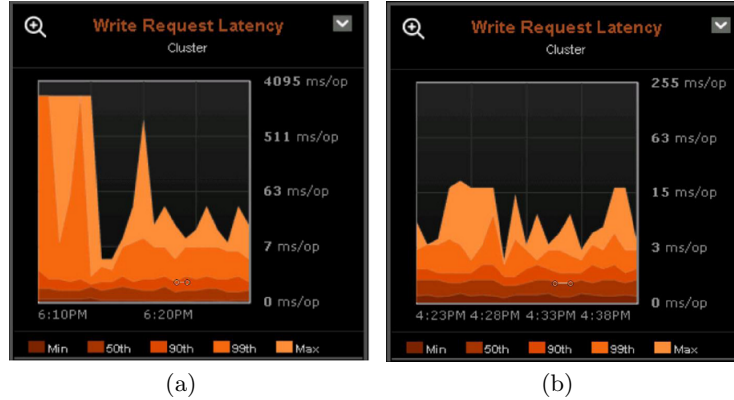 Write Request Latency
Cluster
4095 ms/op
511 ms/op
63 ms/op
7 ms/op
0 ms/op
6:10PM 6:20PM
Min 50th 90th 99th Max
(a)
Write Request Latency
Cluster
255 ms/op
63 ms/op
15 ms/op
3 ms/op
0 ms/op
4:23PM 4:28PM 4:33PM 4:38PM
Min 50th 90th 99th Max
(b)